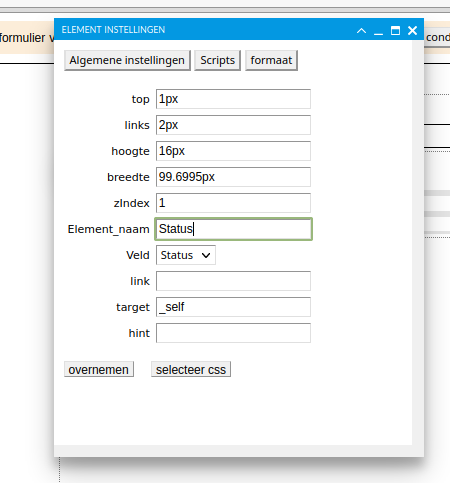 ELEMENT INSTELLINGEN
formulier v
cond
Algemene instellingen Scripts formaat
top 1px
links 2px
hoogte 16px
breedte 99.6995px
zIndex 1
Element_naam Status
Veld Status
link
target _self
hint
overnemen selecteer css